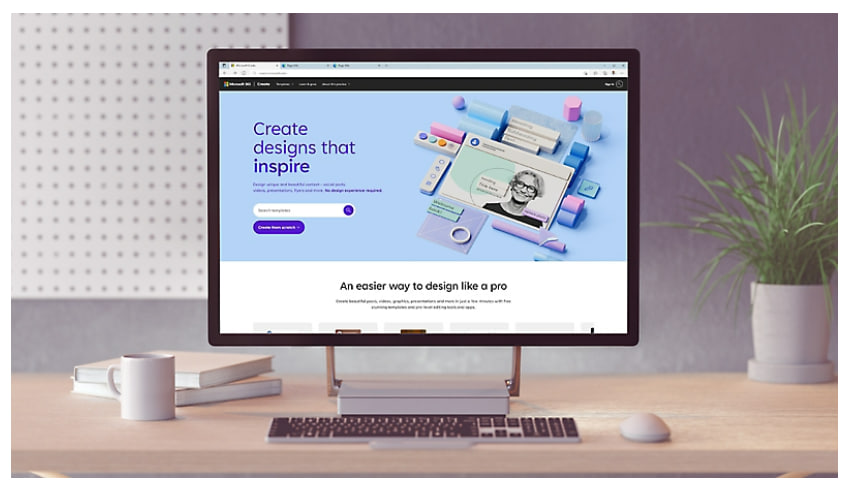 Microsoft 365 | Create
Sign in
Create
designs that
inspire
Design unique and beautiful content - social posts,
videos, presentations, flyers and more. No design experience required.
Search templates
Create from scratch
An easier way to design like a pro
Create beautiful posts, videos, graphics, presentations and more in just a few minutes with free
stunning templates and pro-level editing tools and apps.